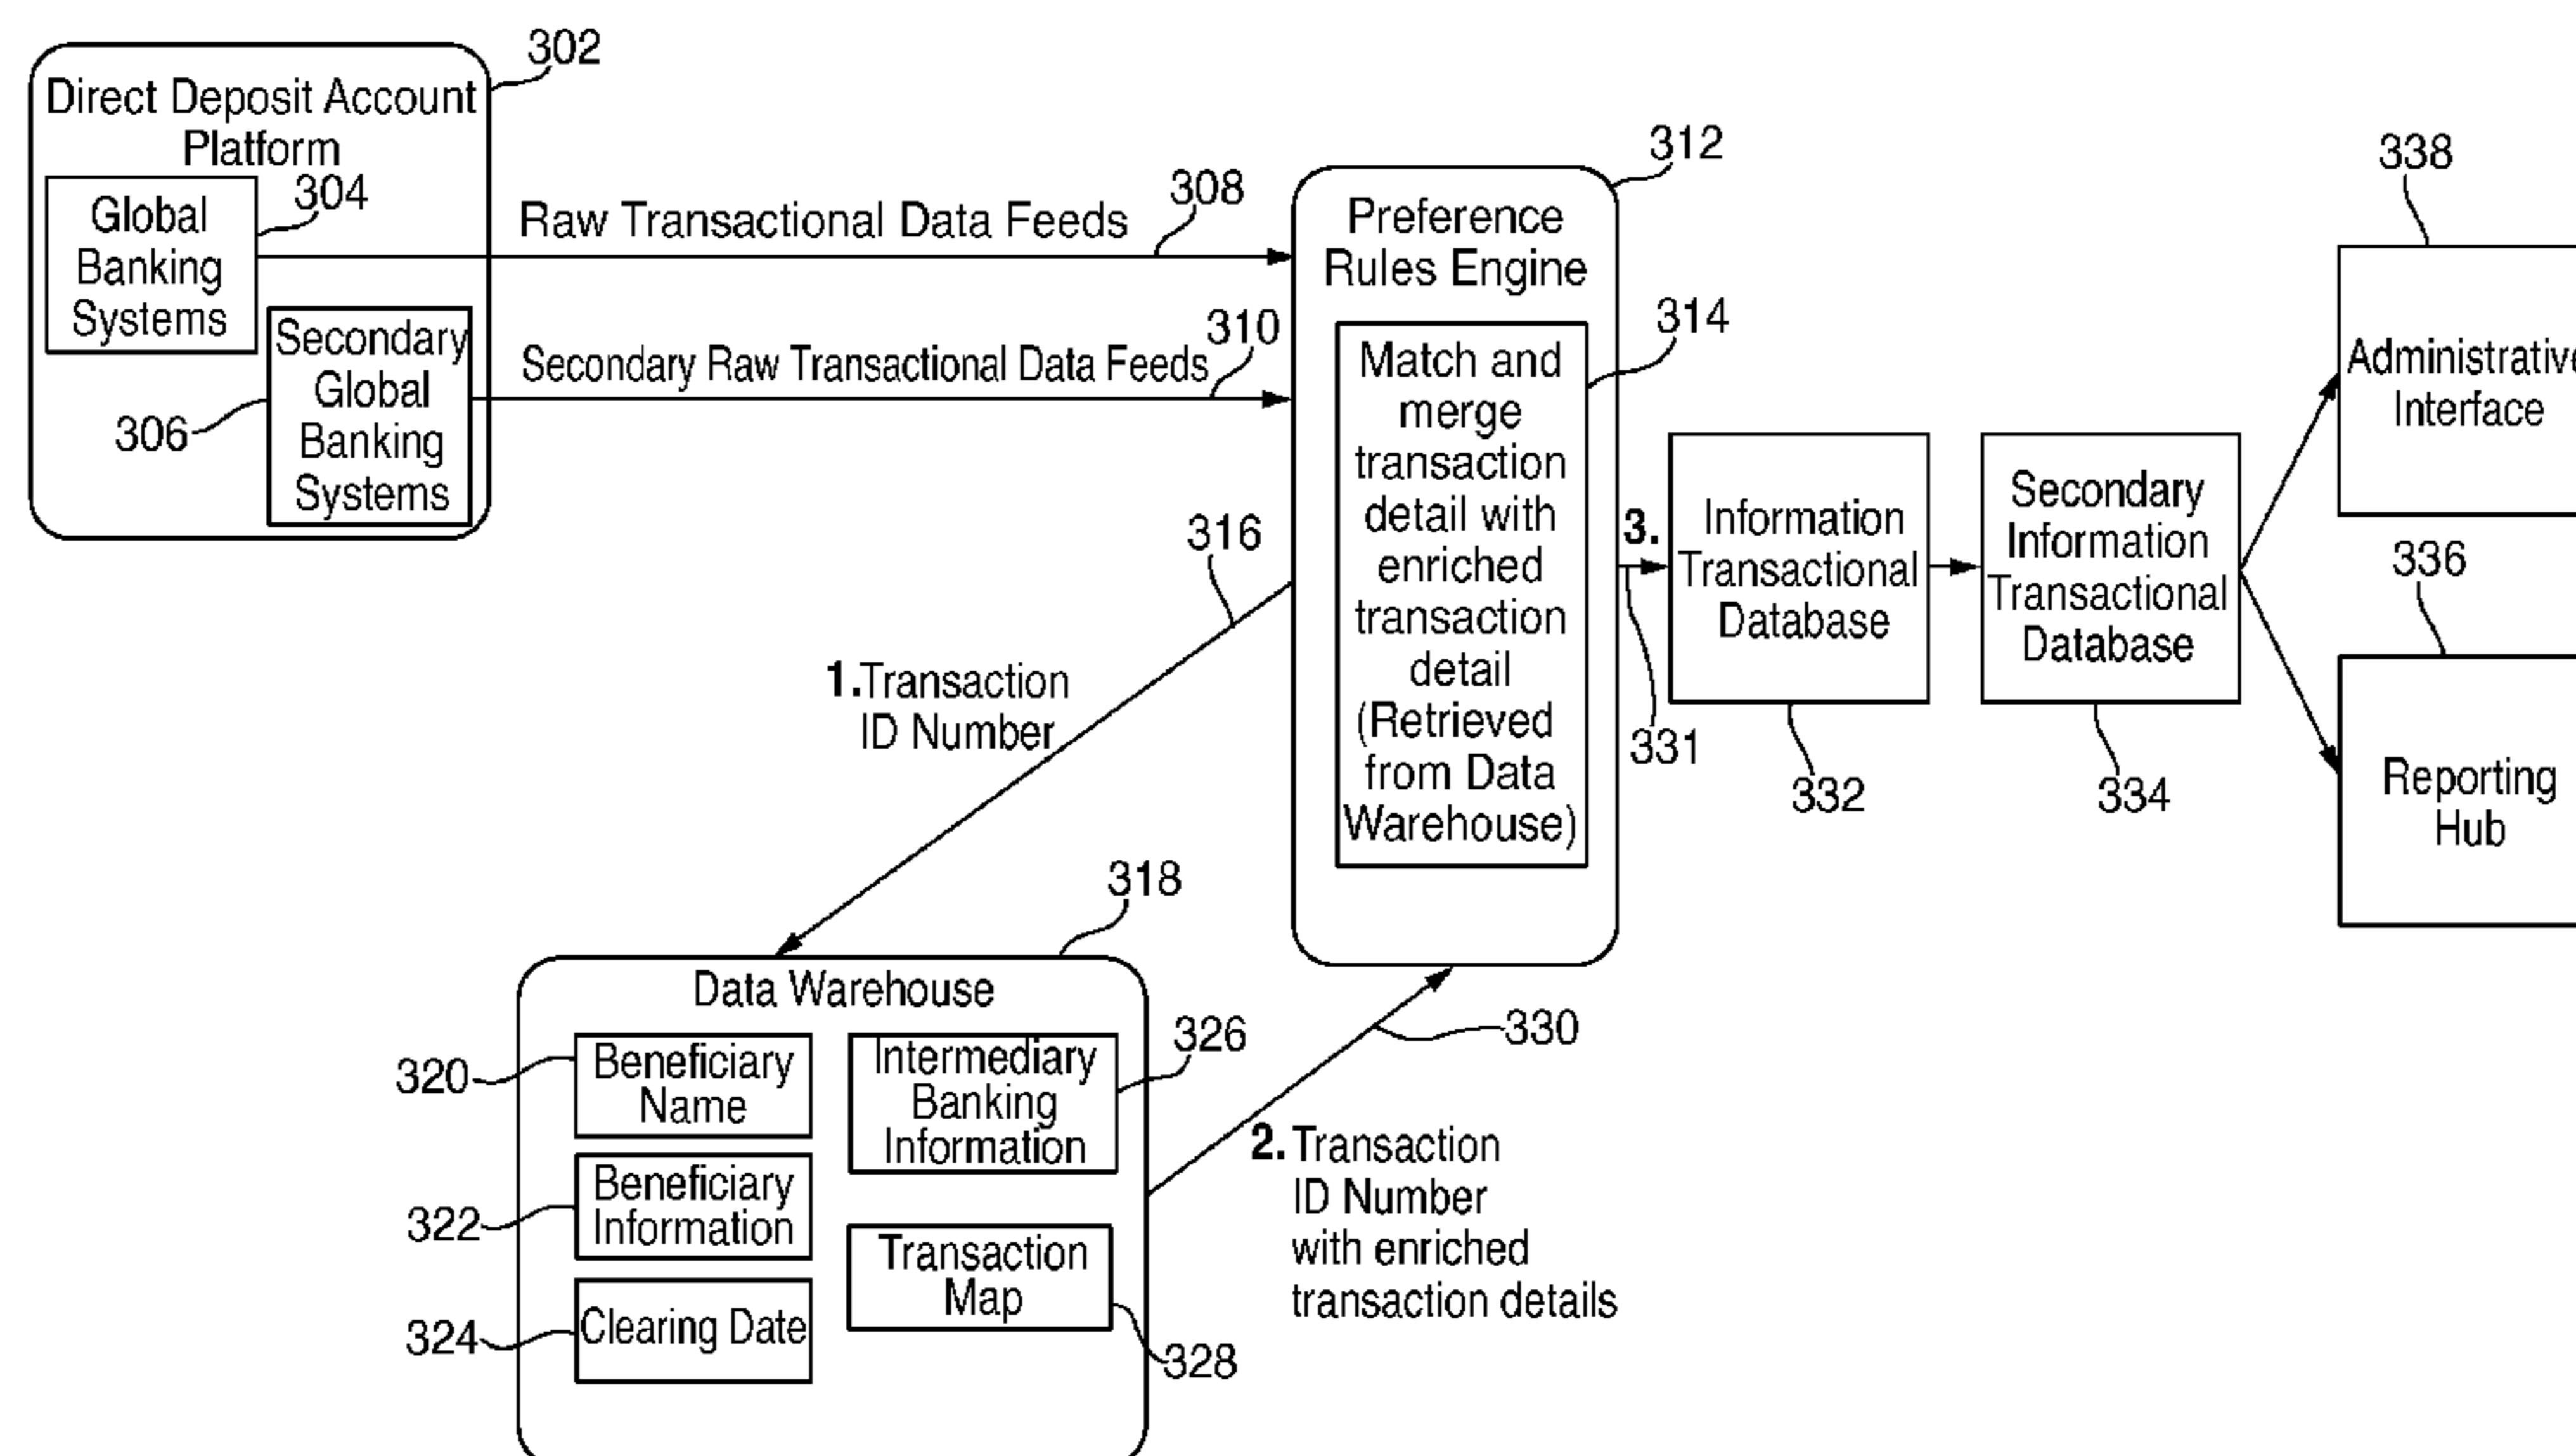 302
Direct Deposit Account
Platform
304
Global
Banking
Systems
Secondary
Global
Banking
Systems
306
Raw Transactional Data Feeds
308
Secondary Raw Transactional Data Feeds
310
312
Preference
Rules Engine
314
Match and
merge
transaction
detail with
enriched
transaction
detail
(Retrieved
from Data
Warehouse)
316
1. Transaction
ID Number
318
Data Warehouse
320
Beneficiary
Name
322
Beneficiary
Information
324
Clearing Date
326
Intermediary
Banking
Information
Transaction
Map
328
330
2. Transaction
ID Number
with enriched
transaction details
3.
331
Information
Transactional
Database
332
Secondary
Information
Transactional
Database
334
338
Administrative
Interface
336
Reporting
Hub